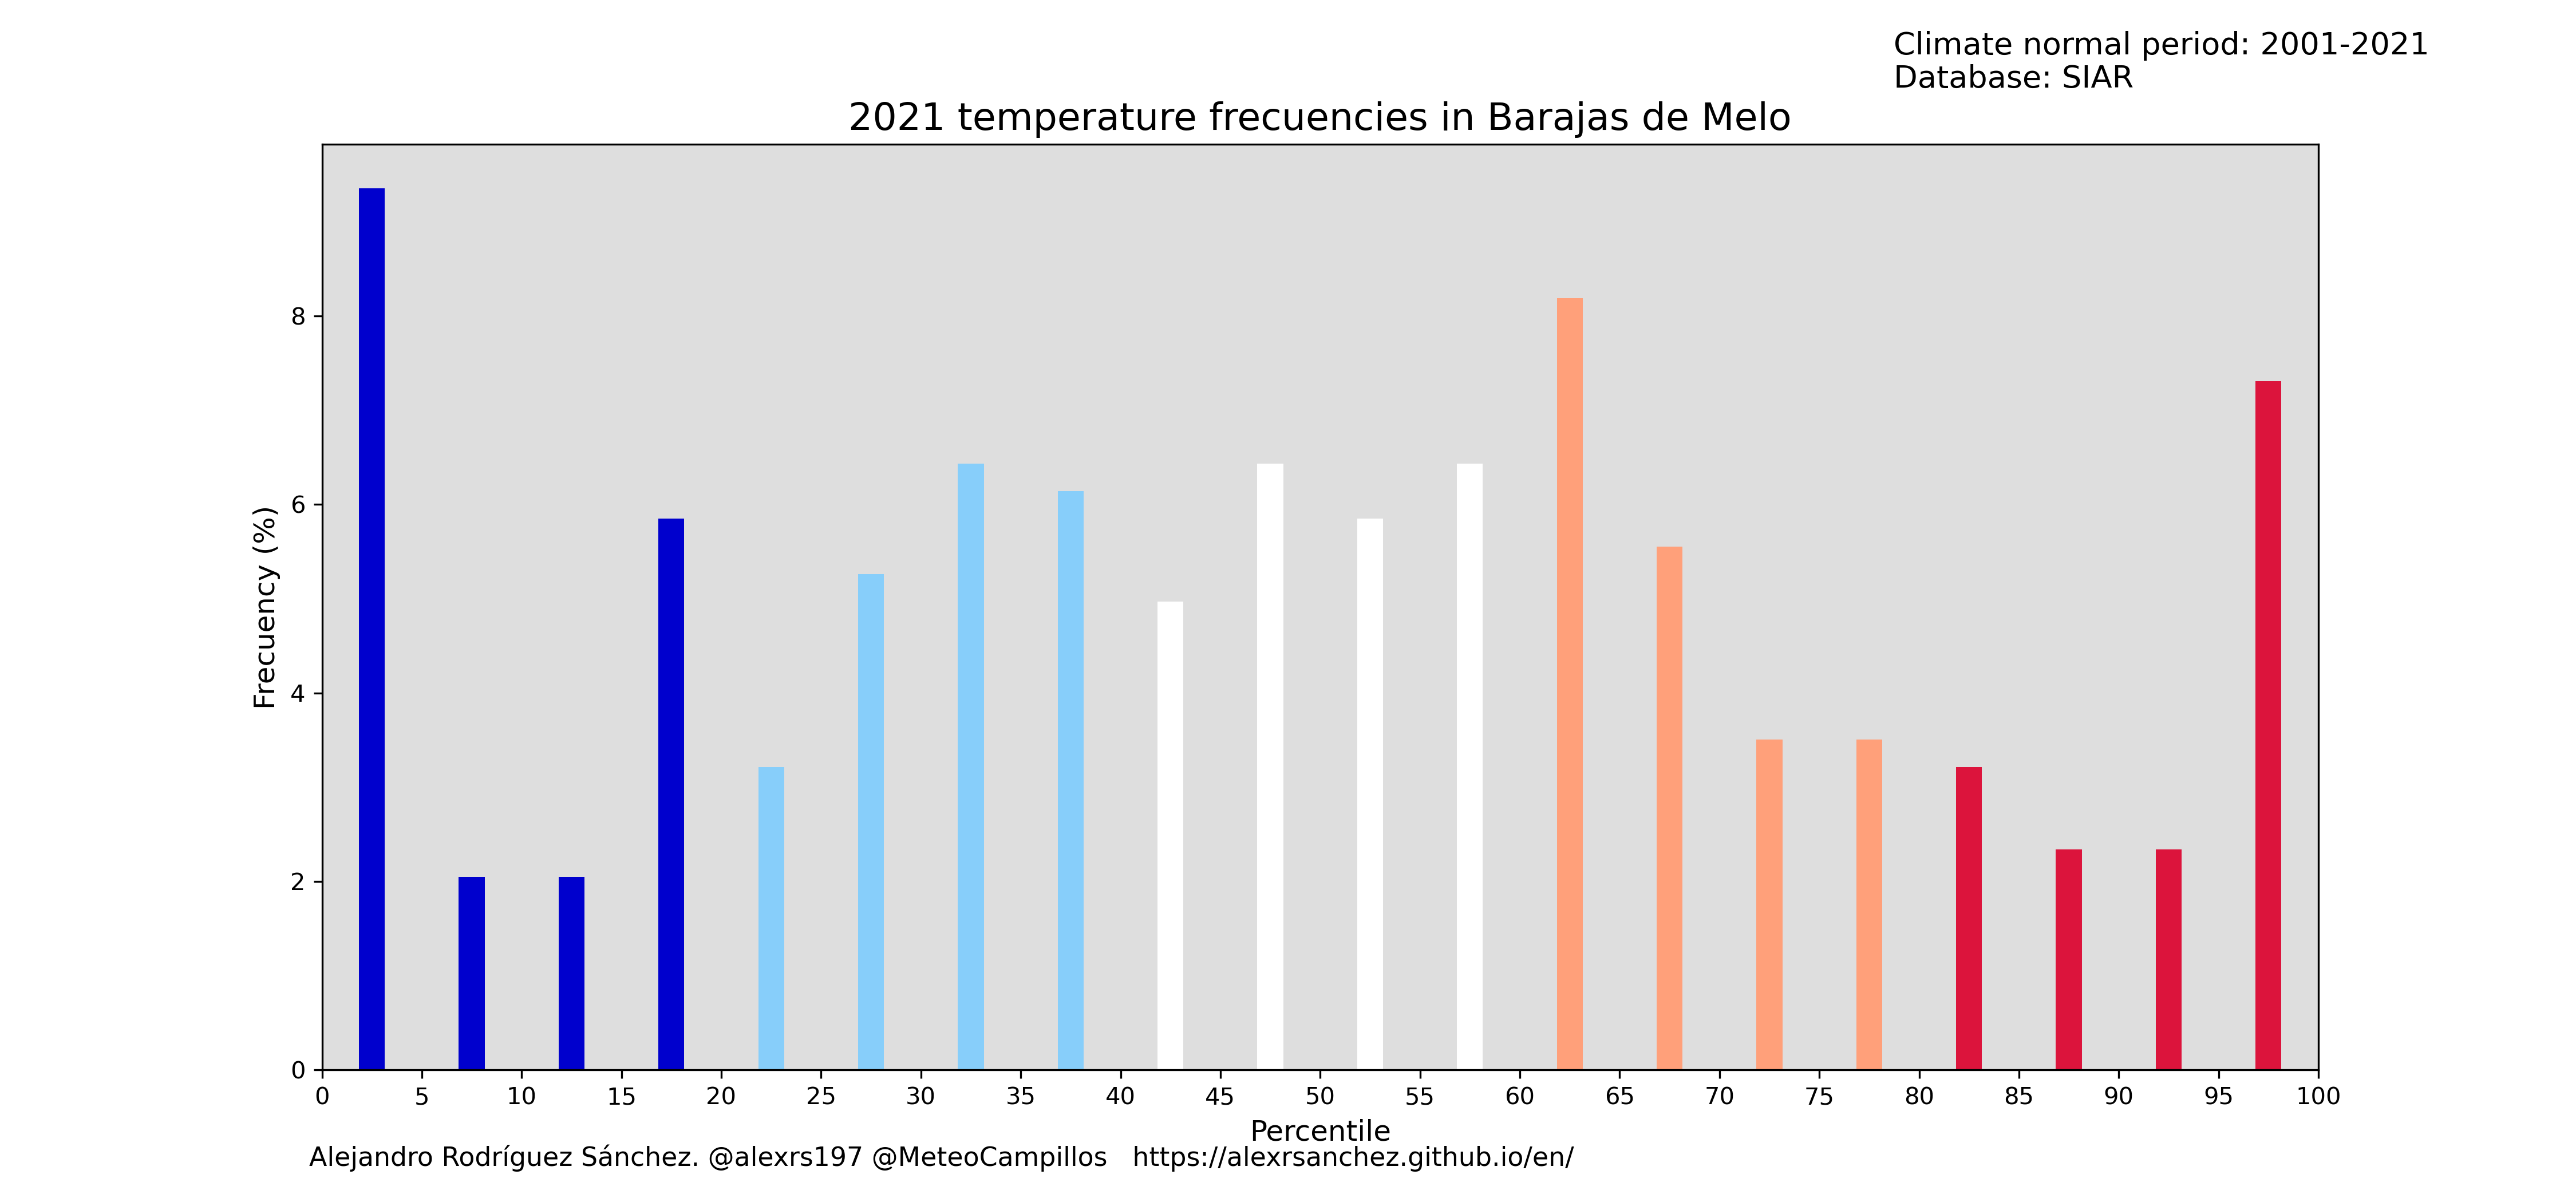 Climate normal period: 2001-2021
Database: SIAR
2021 temperature frecuencies in Barajas de Melo
Frecuency (%)
8
6
4
2
0
0 5 10 15 20 25 30 35 40 45 50 55 60 65 70 75 80 85 90 95 100
Percentile
Alejandro Rodríguez Sánchez. @alexrs197 @MeteoCampillos   https://alexrsanchez.github.io/en/